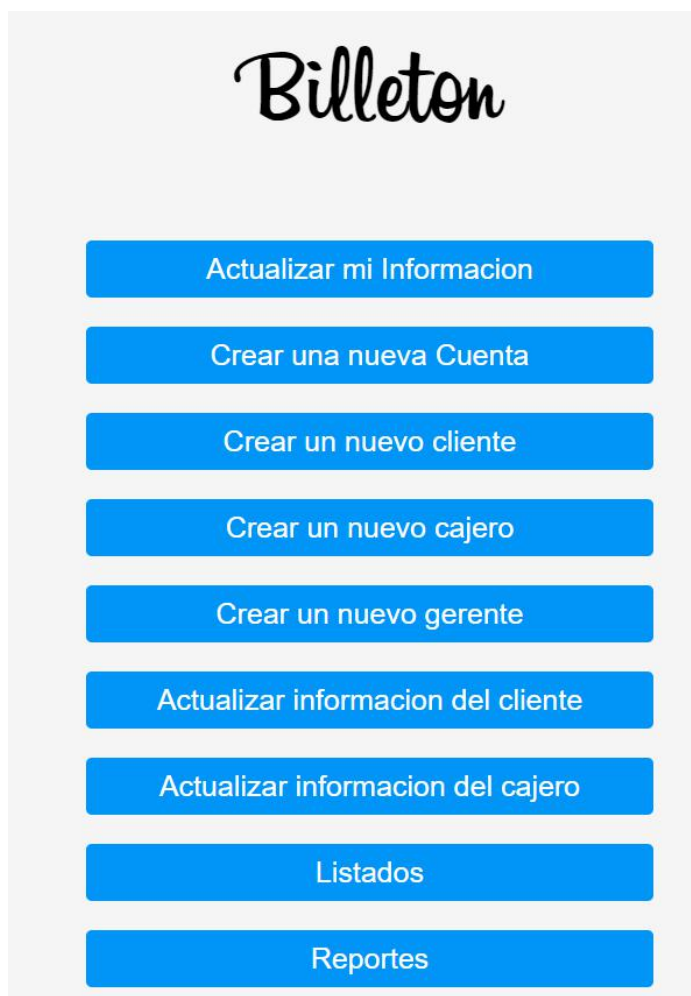 Billeton
Actualizar mi Informacion
Crear una nueva Cuenta
Crear un nuevo cliente
Crear un nuevo cajero
Crear un nuevo gerente
Actualizar informacion del cliente
Actualizar informacion del cajero
Listados
Reportes